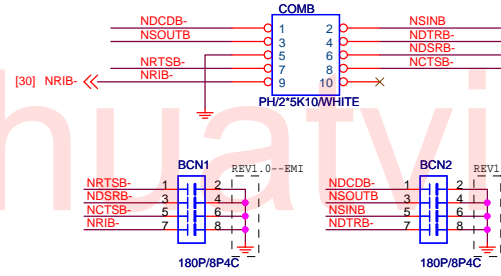 COMB
NDCDB- 1 2 NSINB
NSOUTB 3 4 NDTRB-
5 6 NDSRB-
NRTSB- 7 8 NCTSB-
[30] NRIB- NRIB- 9 10
PH/2*5K10/WHITE
BCN1 REV1.0--EMI
NRTSB- 1 2
NDSRB- 3 4
NCTSB- 5 6
NRIB- 7 8
180P/8P4C
BCN2 REV1
NDCDB- 1 2
NSOUTB 3 4
NSINB 5 6
NDTRB- 7 8
180P/8P4C
huatvi